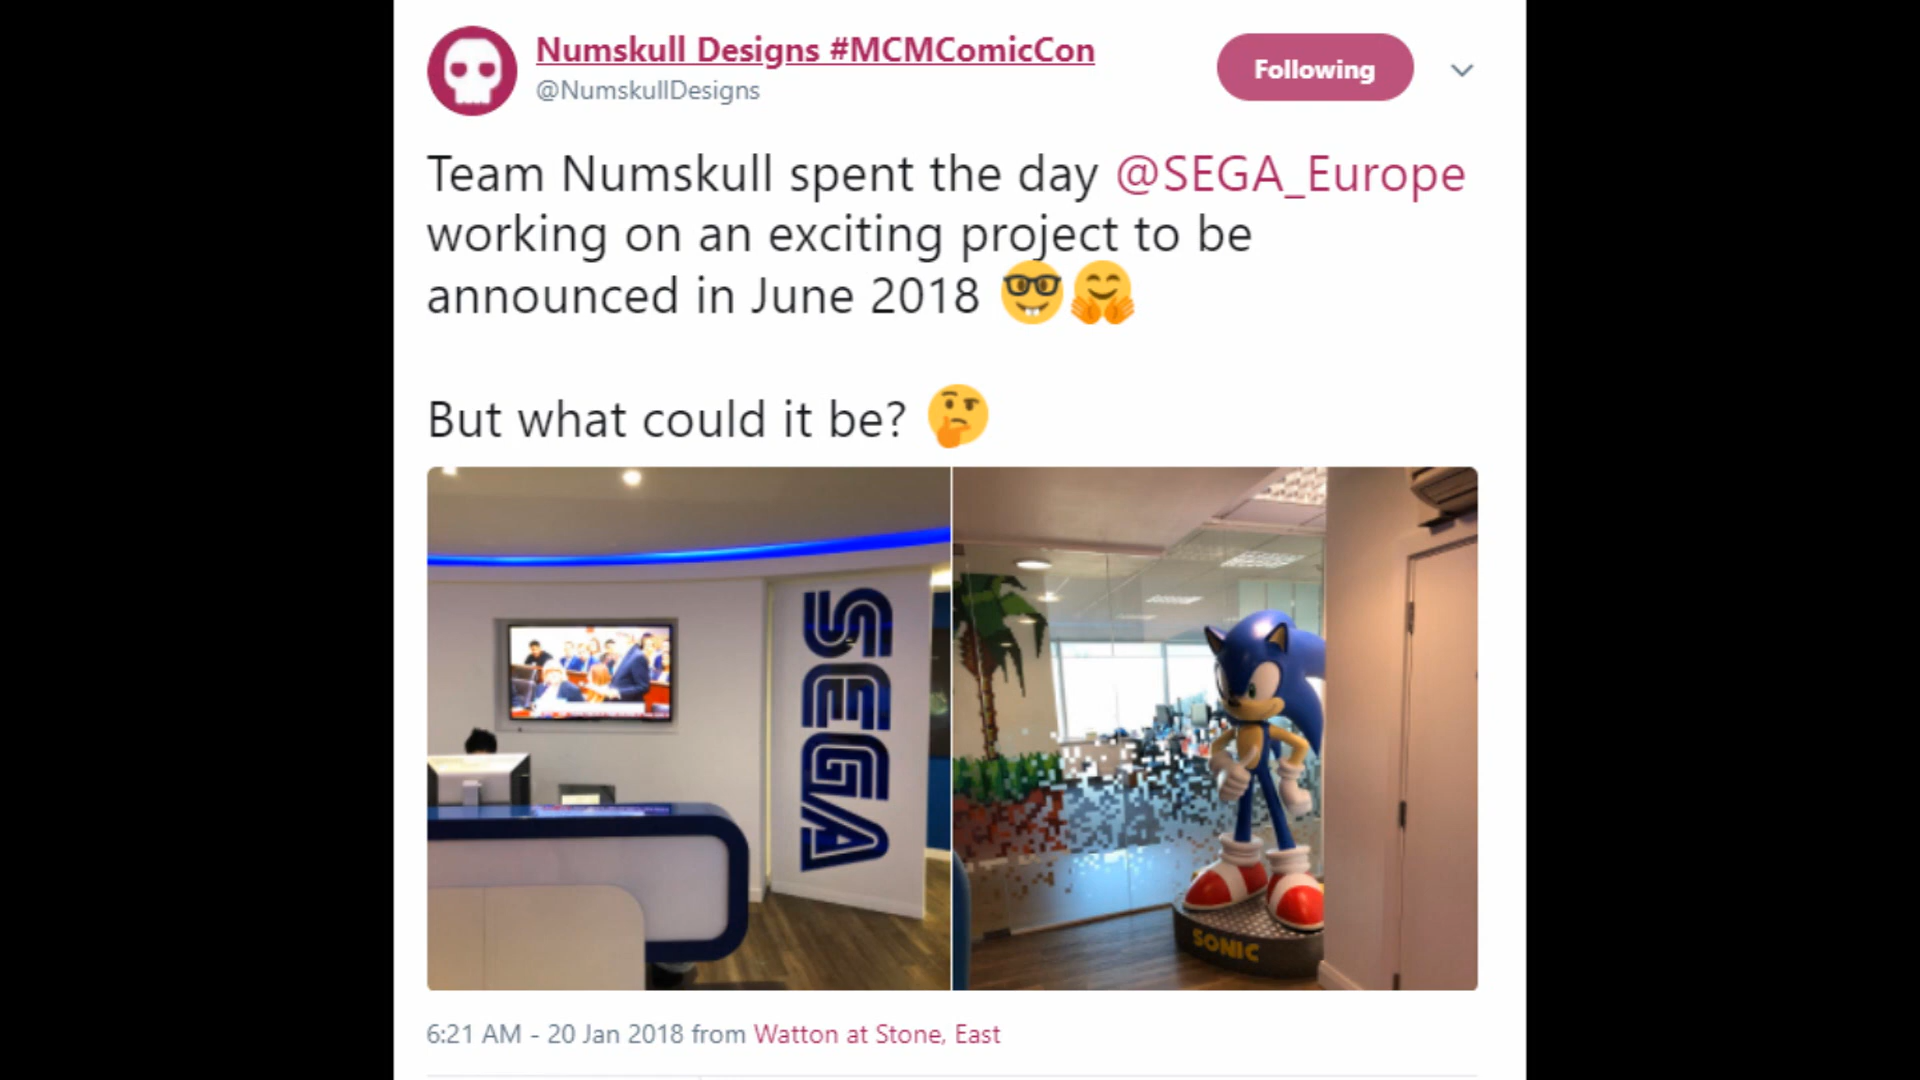 Numskull Designs #MCMComicCon
@NumskullDesigns
Following
Team Numskull spent the day @SEGA_Europe
working on an exciting project to be
announced in June 2018 🤓🤗
But what could it be? 🤔
SEGA
SONIC
6:21 AM - 20 Jan 2018 from Watton at Stone, East